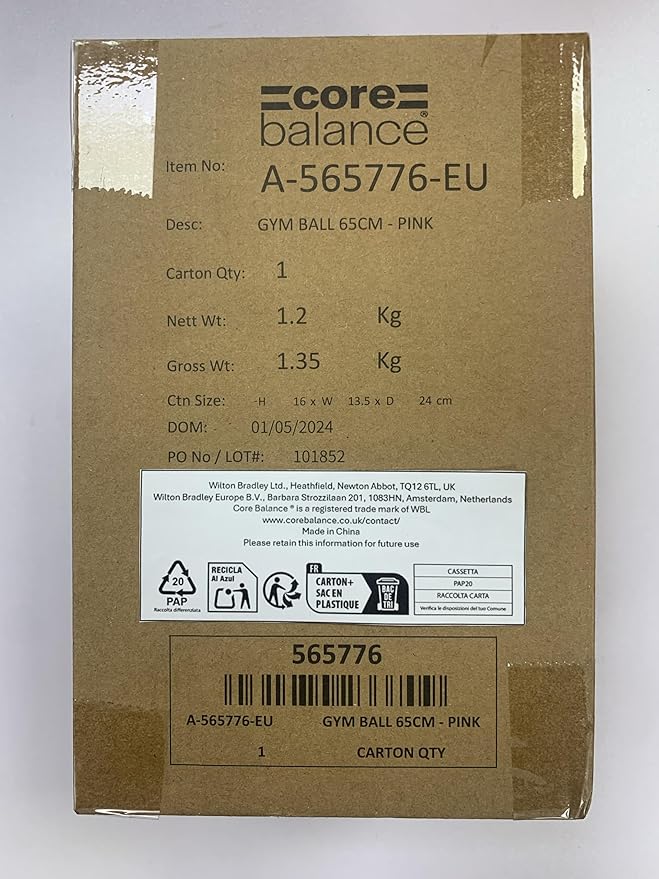 core
balance®
Item No: A-565776-EU
Desc: GYM BALL 65CM - PINK
Carton Qty: 1
Nett Wt: 1.2 Kg
Gross Wt: 1.35 Kg
Ctn Size: -H 16 x W 13.5 x D 24 cm
DOM: 01/05/2024
PO No / LOT#: 101852
Wilton Bradley Ltd., Heathfield, Newton Abbot, TQ12 6TL, UK
Wilton Bradley Europe B.V., Barbara Strozzilaan 201, 1083HN, Amsterdam, Netherlands
Core Balance ® is a registered trade mark of WBL
www.corebalance.co.uk/contact/
Made in China
Please retain this information for future use
20
PAP
Raccolta differenziata
RECICLA
Al Azul
FR
CARTON+
SAC EN
PLASTIQUE
BAC
DE
TRI
CASSETTA
PAP20
RACCOLTA CARTA
Verifica le disposizioni del tuo Comune
565776
A-565776-EU GYM BALL 65CM - PINK
1 CARTON QTY